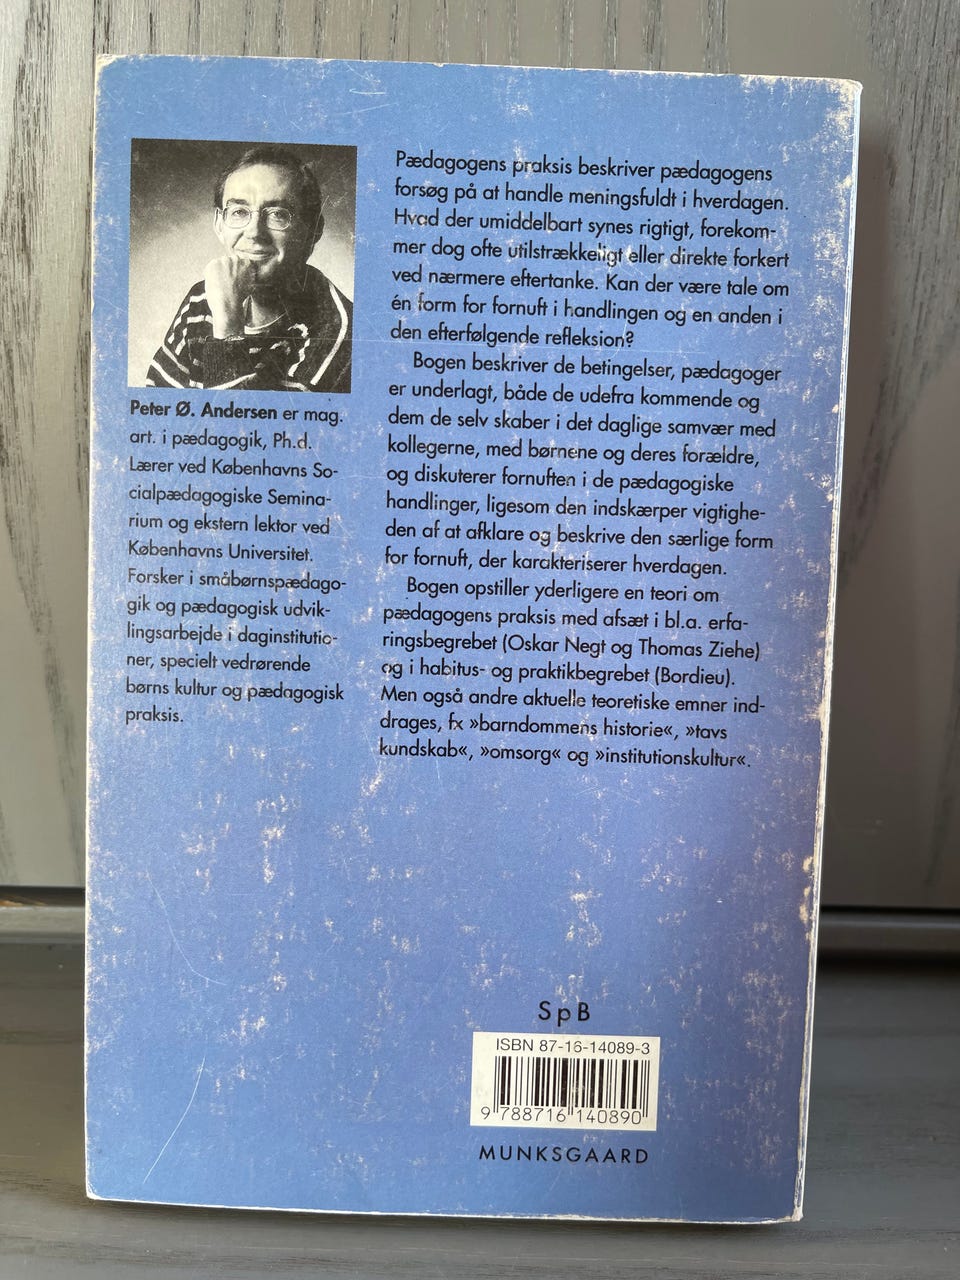 Pædagogens praksis beskriver pædagogens
forsøg på at handle meningsfuldt i hverdagen.
Hvad der umiddelbart synes rigtigt, forekom-
mer dog ofte utilstrækkeligt eller direkte forkert
ved nærmere eftertanke. Kan der være tale om
én form for fornuft i handlingen og en anden i
den efterfølgende refleksion?
Bogen beskriver de betingelser, pædagoger
er underlagt, både de udefra kommende og
dem de selv skaber i det daglige samvær med
kollegerne, med børnene og deres forældre,
og diskuterer fornuften i de pædagogiske
handlinger, ligesom den indskærper vigtighe-
den af at afklare og beskrive den særlige form
for fornuft, der karakteriserer hverdagen.
Bogen opstiller yderligere en teori om
pædagogens praksis med afsæt i bl.a. erfa-
ringsbegrebet (Oskar Negt og Thomas Ziehe)
og i habitus- og praktikbegrebet (Bordieu).
Men også andre aktuelle teoretiske emner ind-
drages, fx »barndommens historie«, »tavs
kundskab«, »omsorg« og »institutionskultur«.
Peter Ø. Andersen er mag.
art. i pædagogik, Ph.d.
Lærer ved Københavns So-
cialpædagogiske Semina-
rium og ekstern lektor ved
Københavns Universitet.
Forsker i småbørnspædago-
gik og pædagogisk udvik-
lingsarbejde i daginstitutio-
ner, specielt vedrørende
børns kultur og pædagogisk
praksis.
SpB
ISBN 87-16-14089-3
9 788716 140890
MUNKSGAARD